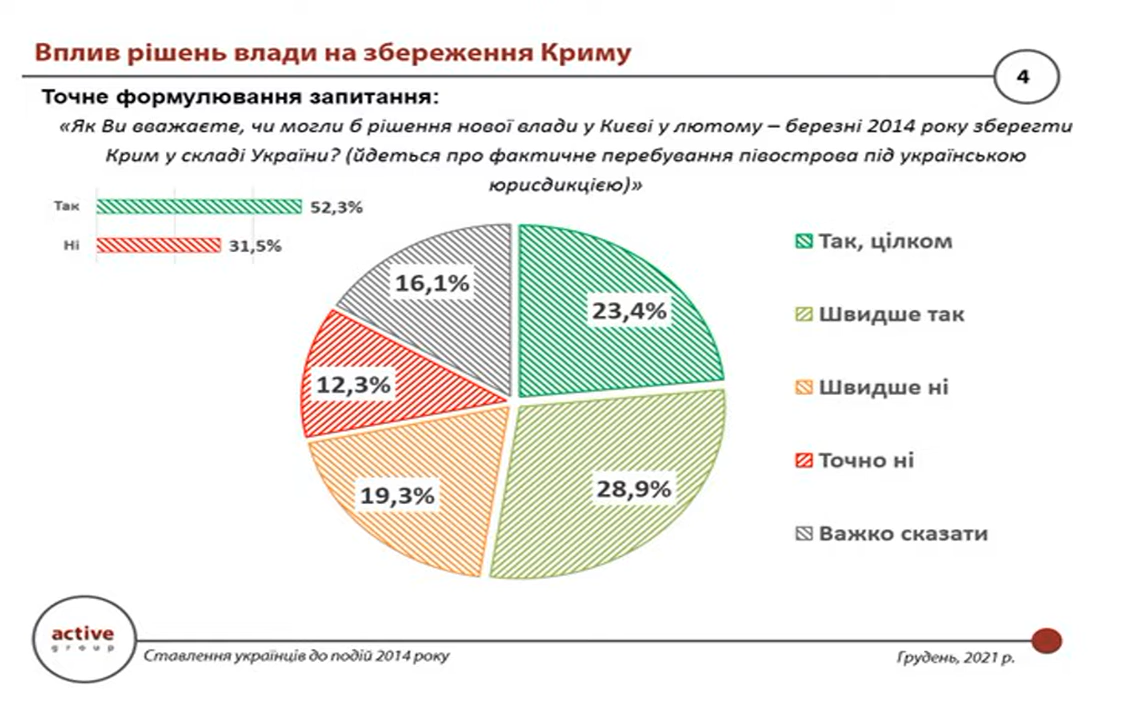 Вплив рішень влади на збереження Криму
4
Точне формулювання запитання:
«Як Ви вважаєте, чи могли б рішення нової влади у Києві у лютому – березні 2014 року зберегти
Крим у складі України? (йдеться про фактичне перебування півострова під українською
юрисдикцією)»
Так 52,3%
Ні 31,5%
16,1%
23,4%
12,3%
19,3%
28,9%
Так, цілком
Швидше так
Швидше ні
Точно ні
Важко сказати
active
group
Ставлення українців до подій 2014 року
Грудень, 2021 р.